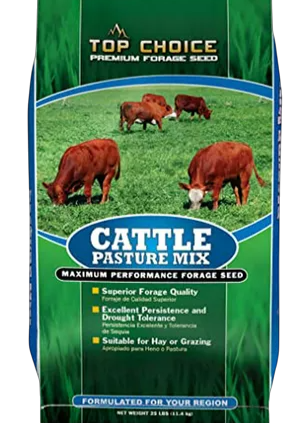 TOP CHOICE
PREMIUM FORAGE SEED
CATTLE
PASTURE MIX
MAXIMUM PERFORMANCE FORAGE SEED
Superior Forage Quality
Forraje de Calidad Superior
Excellent Persistence and
Drought Tolerance
Persistencia Excelente y Tolerancia
de Sequia
Suitable for Hay or Grazing
Apropiado para Heno o Pastura
FORMULATED FOR YOUR REGION
NET WEIGHT 25 LBS (11.4 kg)